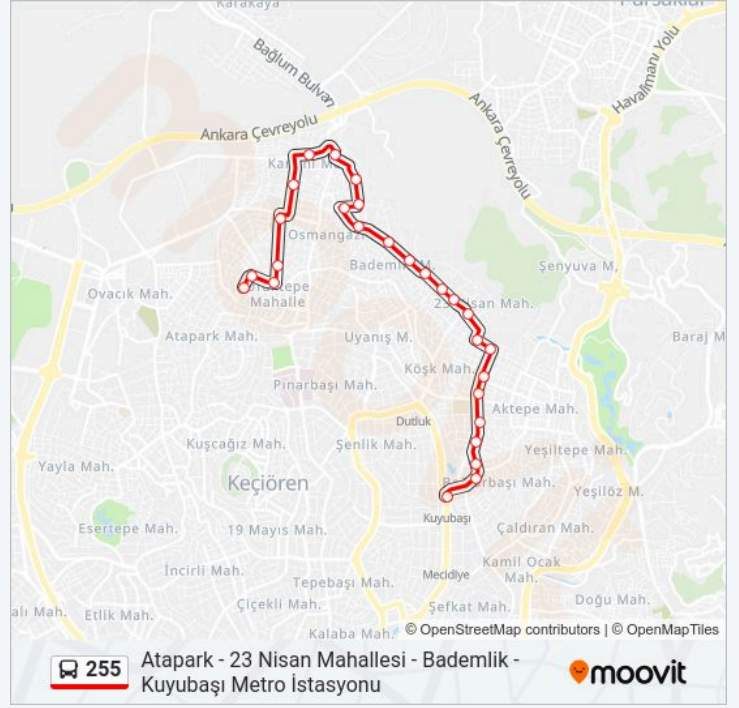 Karakaya
Bağlum Bulvarı
Havalimanı Yolu
Ankara Çevreyolu
Ankara Çevreyolu
Osmangazi
Bademlik M.
Şenyuva M.
Ovacık Mah.
Mahalle
23 Nisan Mah.
Atapark Mah.
Uyanış M.
Baraj M
Köşk Mah.
Pınarbaşı Mah.
Aktepe Mah.
Dutluk
Kuşcağız Mah.
Şenlik Mah.
Yeşiltepe Mah.
Yayla Mah.
Keçiören
Yeşilöz M.
Kuyubaşı
Çaldıran Mah.
Esertepe Mah.
19 Mayıs Mah.
İncirli Mah.
Mecidiye
Kamil Ocak
Mah.
Tepebaşı Mah.
Doğu Mah.
Çiçekli Mah.
Şefkat Mah.
alı Mah.
Etlik Mah.
Kalaba Mah.
© OpenStreetMap contributors | © OpenMapTiles
255
Atapark - 23 Nisan Mahallesi - Bademlik -
Kuyubaşı Metro İstasyonu
moovit